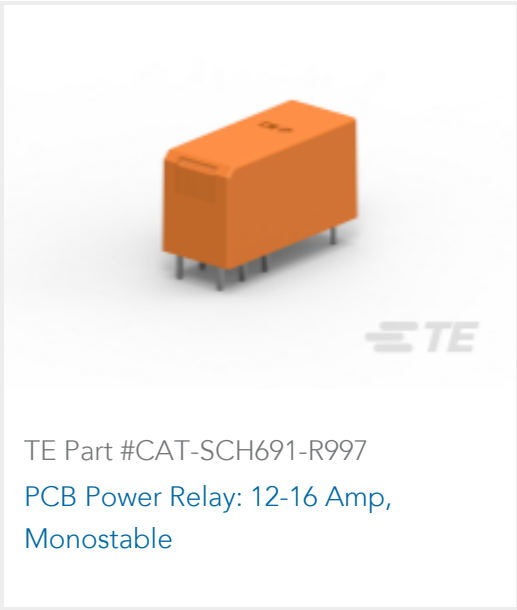 TE
TE Part #CAT-SCH691-R997
PCB Power Relay: 12-16 Amp,
Monostable